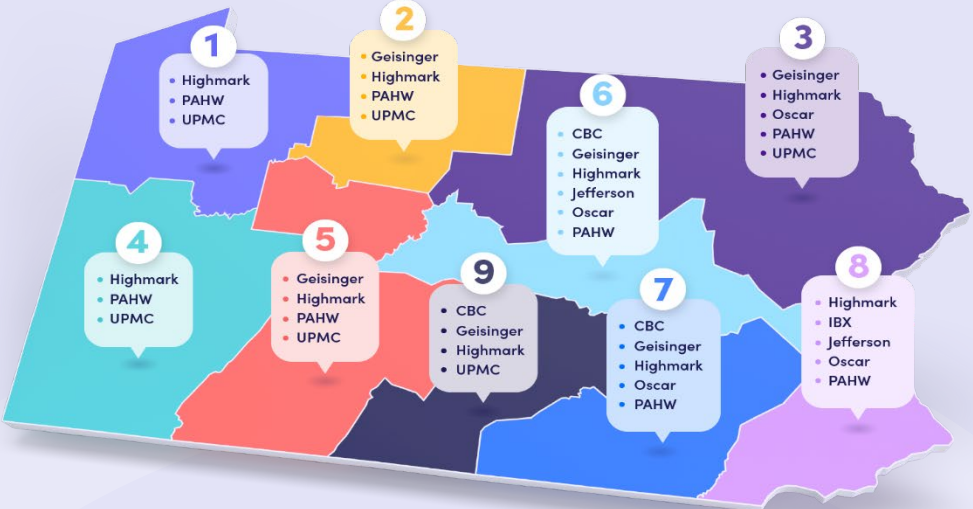 1
• Highmark
• PAHW
• UPMC
2
• Geisinger
• Highmark
• PAHW
• UPMC
3
• Geisinger
• Highmark
• Oscar
• PAHW
• UPMC
4
• Highmark
• PAHW
• UPMC
5
• Geisinger
• Highmark
• PAHW
• UPMC
6
• CBC
• Geisinger
• Highmark
• Jefferson
• Oscar
• PAHW
7
• CBC
• Geisinger
• Highmark
• Oscar
• PAHW
8
• Highmark
• IBX
• Jefferson
• Oscar
• PAHW
9
• CBC
• Geisinger
• Highmark
• UPMC